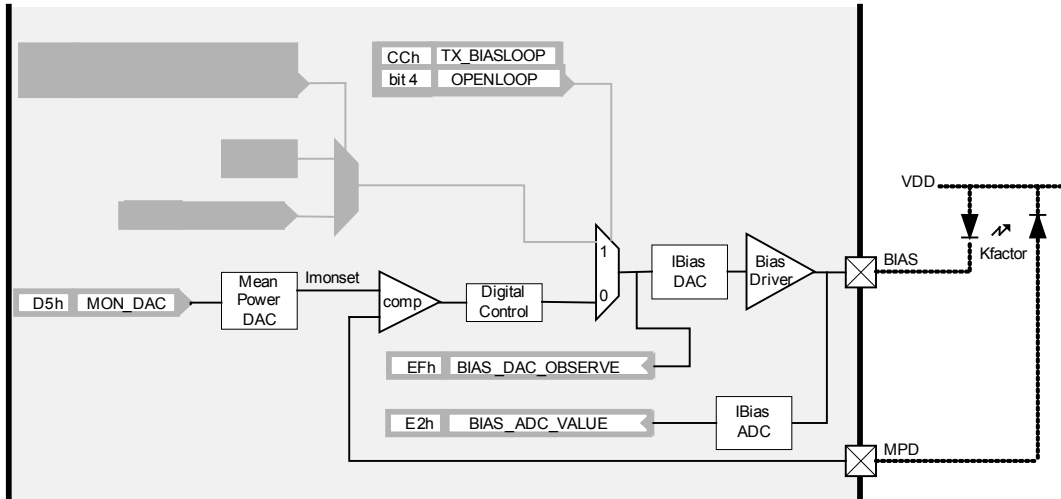 CCh TX_BIASLOOP
bit 4 OPENLOOP
VDD
Kfactor
BIAS
1
0
IBias
DAC
Bias
Driver
Imonset
D5h MON_DAC
Mean
Power
DAC
comp
Digital
Control
EFh BIAS_DAC_OBSERVE
E2h BIAS_ADC_VALUE
IBias
ADC
MPD